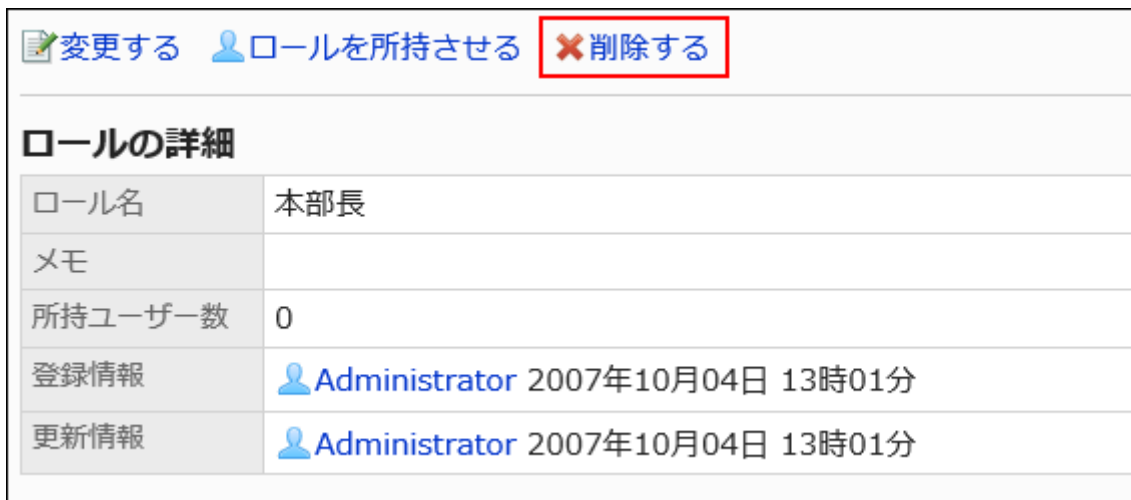 変更する ロールを所持させる 削除する
ロールの詳細
ロール名 本部長
メモ
所持ユーザー数 0
登録情報 Administrator 2007年10月04日 13時01分
更新情報 Administrator 2007年10月04日 13時01分